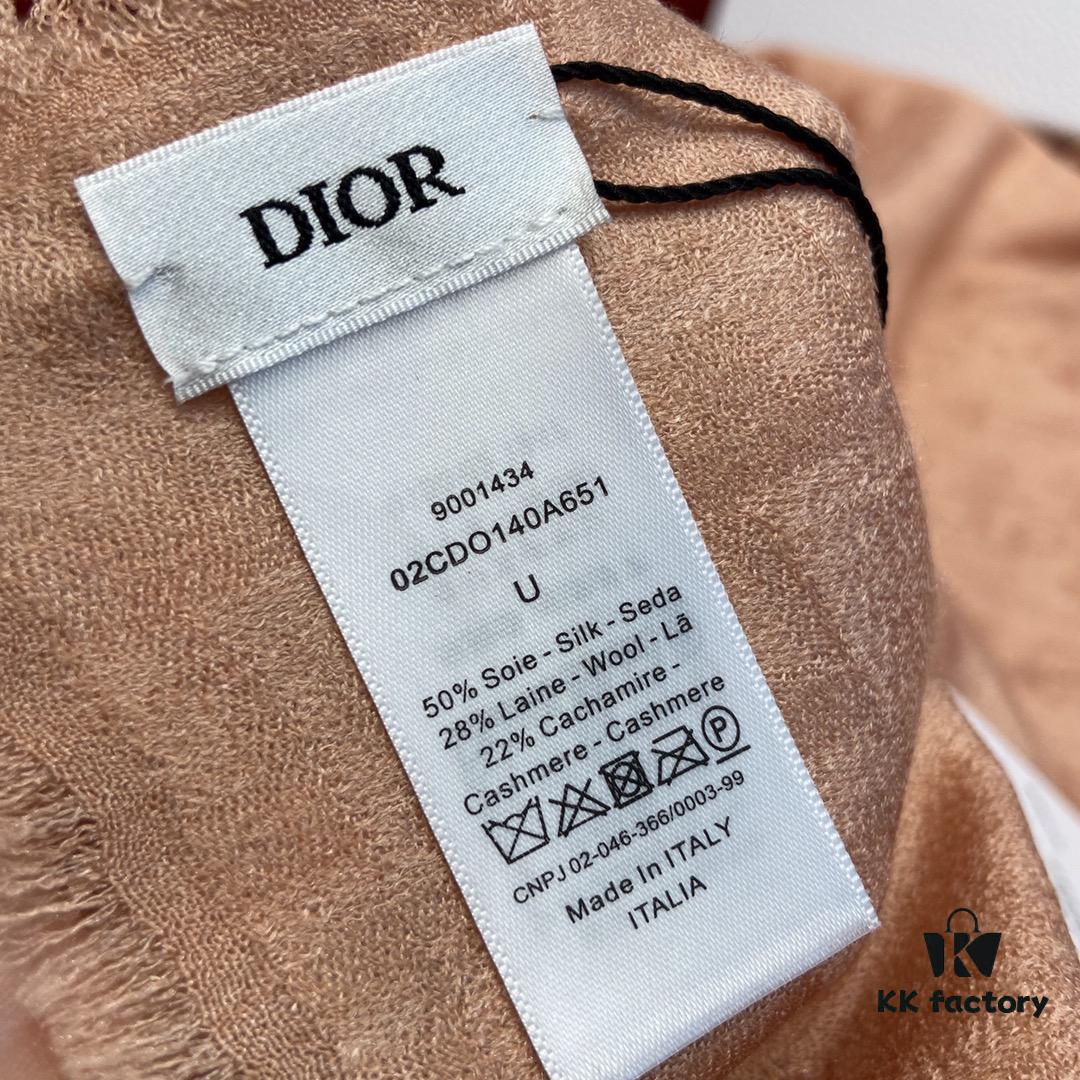 DIOR
9001434
02CDO140A651
U
50% Soie - Silk - Seda
28% Laine - Wool - Lã
22% Cachamire -
Cashmere - Cashmere
P
CNPJ 02-046-366/0003-99
Made In ITALY
ITALIA
K
KK factory